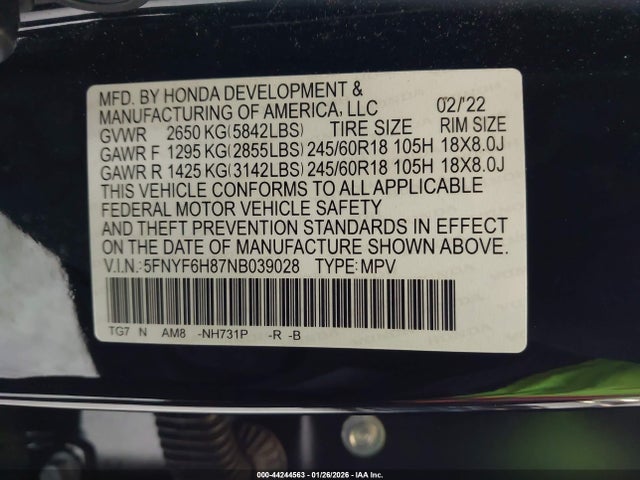 MFD. BY HONDA DEVELOPMENT &
MANUFACTURING OF AMERICA, LLC 02/'22
GVWR 2650 KG(5842LBS) TIRE SIZE RIM SIZE
GAWR F 1295 KG(2855LBS) 245/60R18 105H 18X8.0J
GAWR R 1425 KG(3142LBS) 245/60R18 105H 18X8.0J
THIS VEHICLE CONFORMS TO ALL APPLICABLE
FEDERAL MOTOR VEHICLE SAFETY
AND THEFT PREVENTION STANDARDS IN EFFECT
ON THE DATE OF MANUFACTURE SHOWN ABOVE.
V.I.N.:5FNYF6H87NB039028 TYPE:MPV
TG7 N AM8 -NH731P -R -B
000-44244563 | 01/26/2026 | IAA Inc.